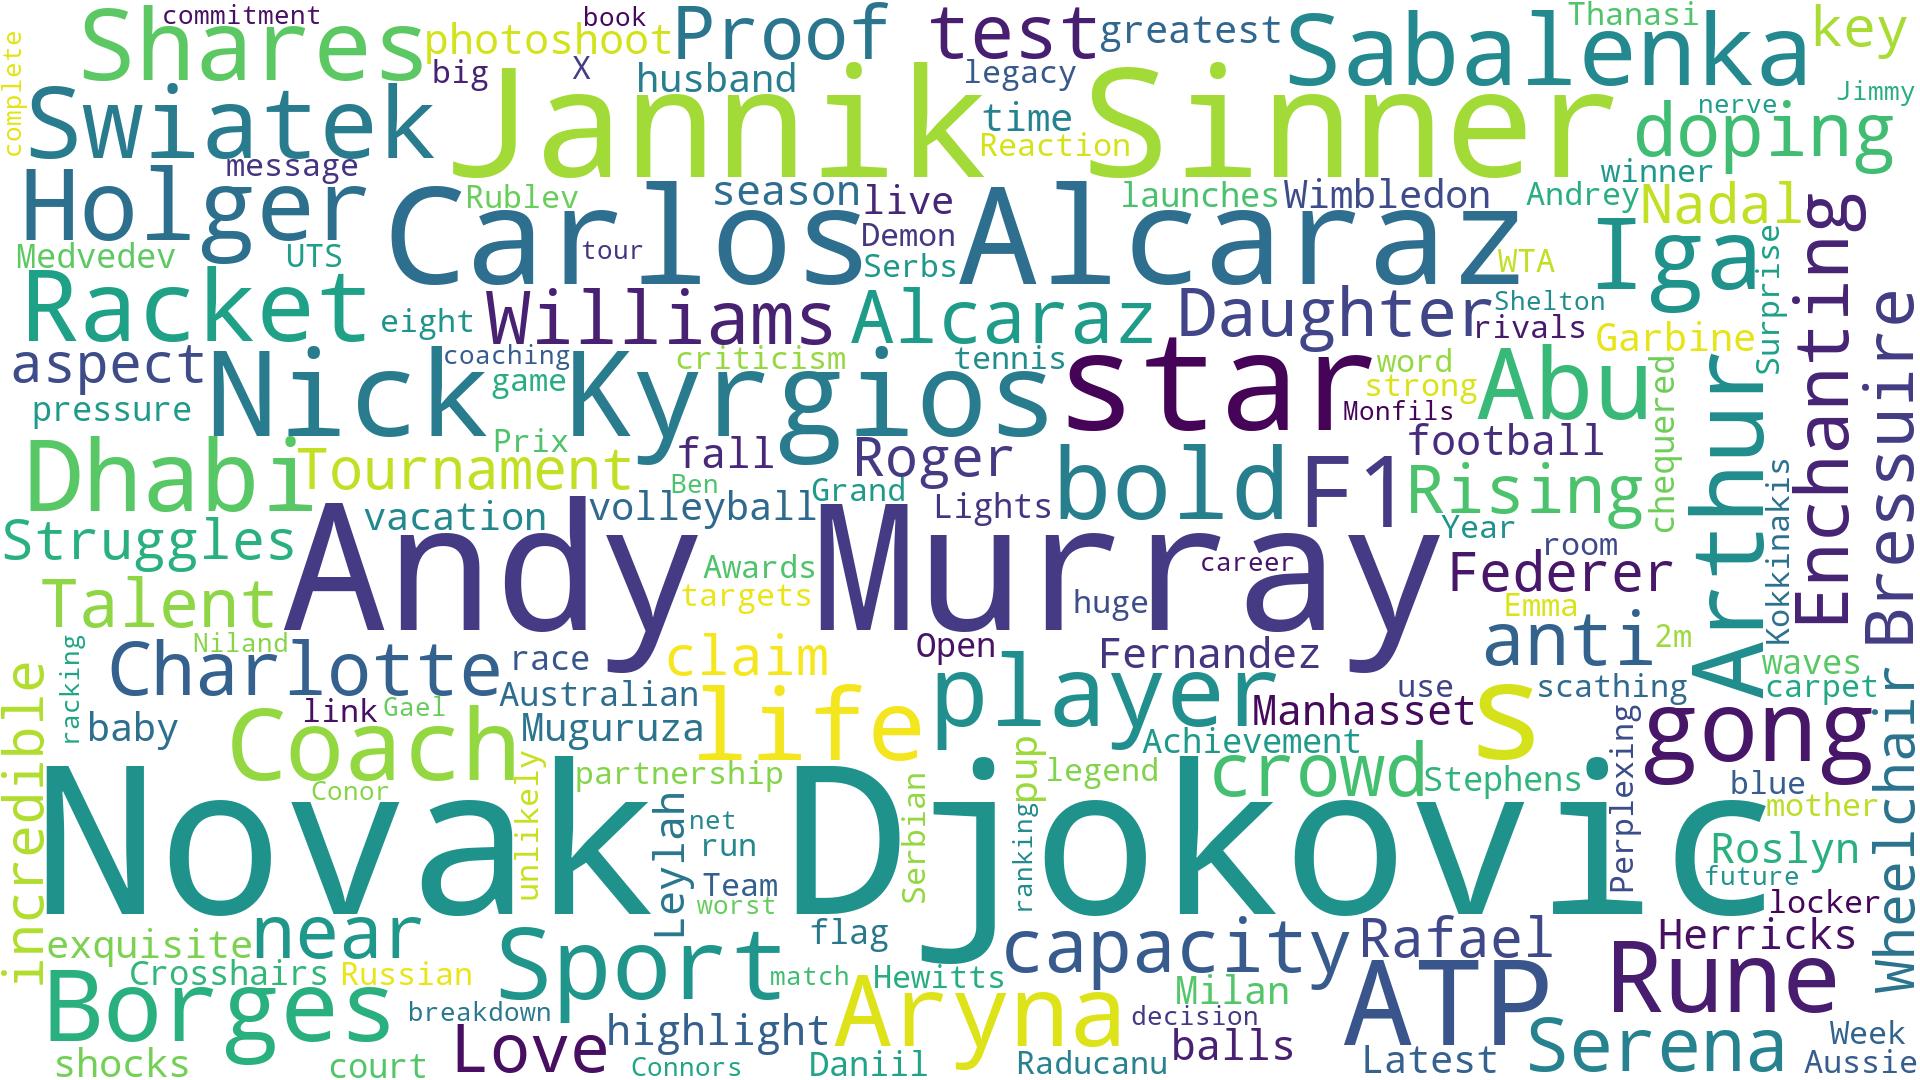 commitment
book
Shares
photoshoot
Proof
test
greatest
Sabalenka
Thanasi
key
complete
big
X
husband
legacy
Jimmy
Swiatek
Jannik Sinner
time
nerve
doping
Reaction
message
winner
Holger
Rublev
season
live
launches
Wimbledon
Andrey
Nadal
Carlos Alcaraz
Medvedev
UTS
tour
Demon
Serbs
WTA
Iga
Surprise
Enchanting
Racket
eight
Williams
Alcaraz
Daughter
Shelton
rivals
Garbine
Bressuire
aspect
coaching
criticism
tennis
word
Nick Kyrgios
game
star
strong
Abu
chequered
Arthur
pressure
Monfils
Prix
fall
Roger
football
Dhabi
Tournament
Ben
Grand
bold
F1
Rising
Kokkinakis
vacation
volleyball
Lights
Year
Struggles
room
Andy Murray
career
Federer
Awards
Talent
targets
huge
Emma
anti
2m
Niland
racking
Charlotte
race
claim
Open
Fernandez
waves
incredible
Australian
life
player
use
s
scathing
carpet
Wheelchair
baby
link
Gael
Muguruza
Manhasset
Perplexing
gong
Coach
Achievement
unlikely
partnership
pup
legend
crowd
Stephens
blue
Conor
Novak Djokovic
mother
Leylah
net
Serbian
ranking
run
Roslyn
Team
future
worst
locker
near
exquisite
flag
capacity
Rafael
Herricks
Sport
Crosshairs
Russian
match
Hewitts
Borges
Aryna
Milan
ATP
Rune
breakdown
decision
Love
highlight
balls
Serena
Week
shocks
court
Connors
Daniil
Raducanu
Latest
Aussie